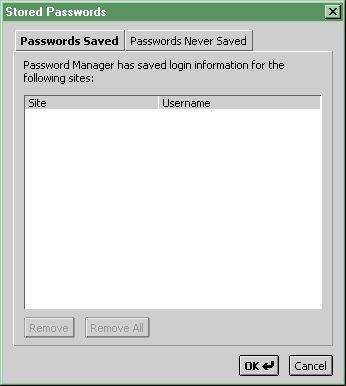 Stored Passwords
Passwords Saved Passwords Never Saved
Password Manager has saved login information for the
following sites:
Site Username
Remove Remove All
OK Cancel